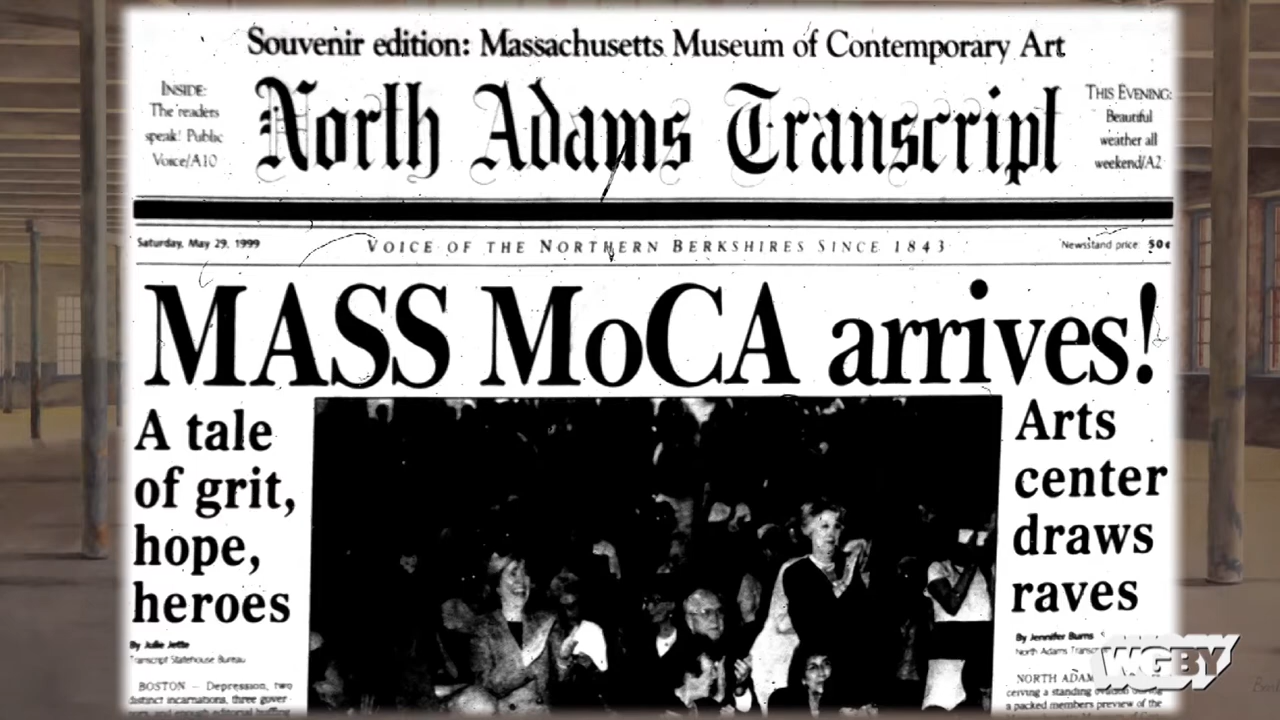 Souvenir edition: Massachusetts Museum of Contemporary Art
INSIDE:
The readers
speak! Public
Voice/A10
North Adams Transcript
THIS EVENING:
Beautiful
weather all
weekend/A2
Saturday, May 29, 1999
VOICE OF THE NORTHERN BERKSHIRES SINCE 1843
Newsstand price 50¢
MASS MoCA arrives!
A tale
of grit,
hope,
heroes
By Julie Jette
Transcript Statehouse Bureau
BOSTON — Depression, two
distinct incarnations, three gover
Arts
center
draws
raves
By Jennifer Burns
North Adams
NORTH
ceiving a standing ovation during
a packed members preview of the
WGBY